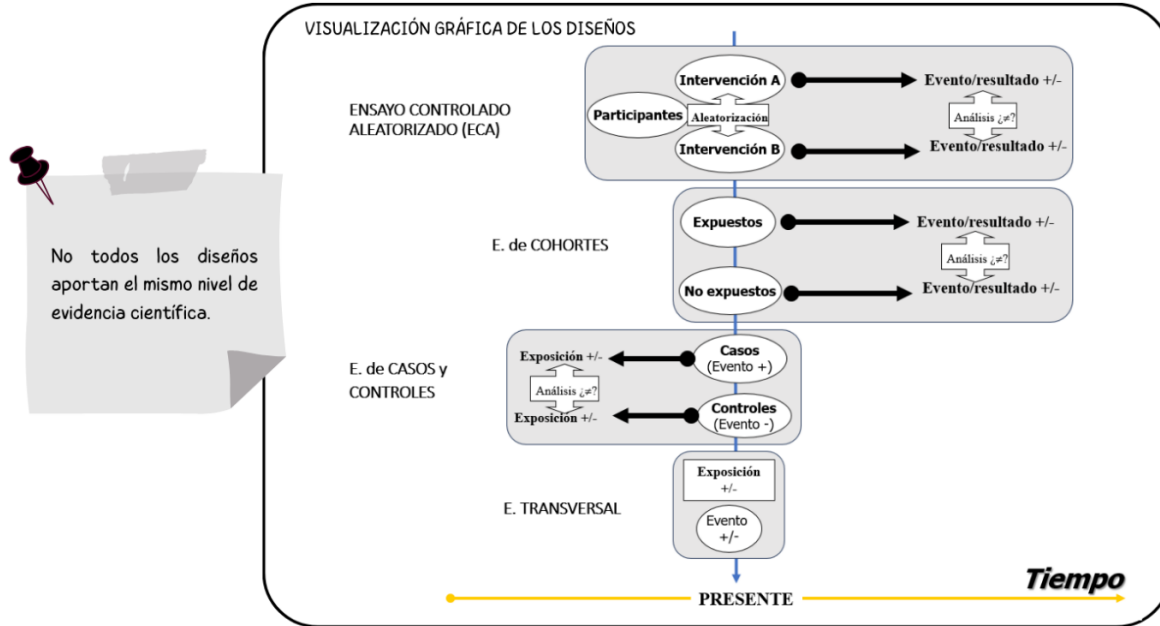 VISUALIZACIÓN GRÁFICA DE LOS DISEÑOS
No todos los diseños
aportan el mismo nivel de
evidencia científica.
ENSAYO CONTROLADO
ALEATORIZADO (ECA)
Participantes
Intervención A
Aleatorización
Intervención B
Evento/resultado +/-
Análisis ¿≠?
Evento/resultado +/-
E. de COHORTES
Expuestos
No expuestos
Evento/resultado +/-
Análisis ¿≠?
Evento/resultado +/-
E. de CASOS y
CONTROLES
Exposición +/-
Análisis ¿≠?
Exposición +/-
Casos
(Evento +)
Controles
(Evento -)
E. TRANSVERSAL
Exposición
+/-
Evento
+/-
Tiempo
PRESENTE